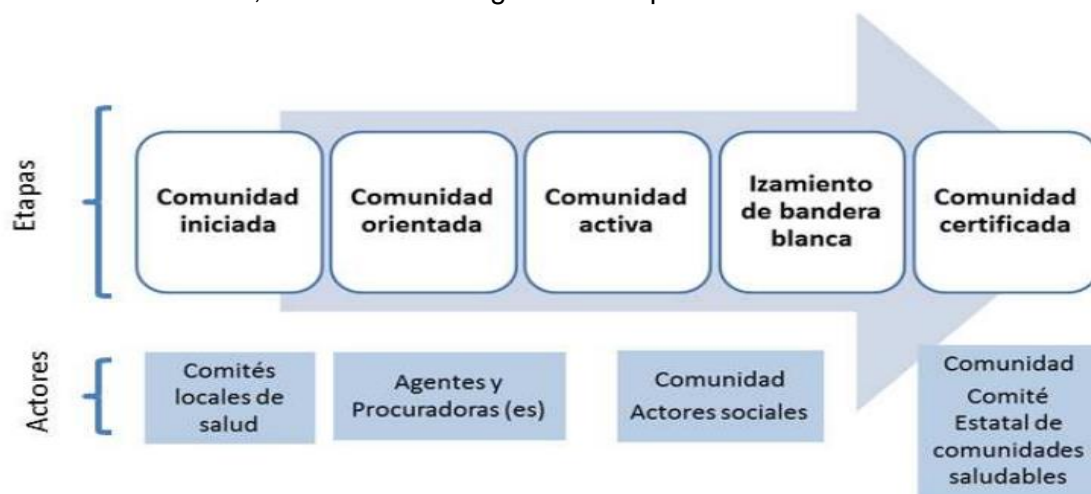 Etapas
Comunidad
iniciada
Comunidad
orientada
Comunidad
activa
Izamiento
de bandera
blanca
Comunidad
certificada
Actores
Comités
locales de
salud
Agentes y
Procuradoras (es)
Comunidad
Actores sociales
Comunidad
Comité
Estatal de
comunidades
saludables